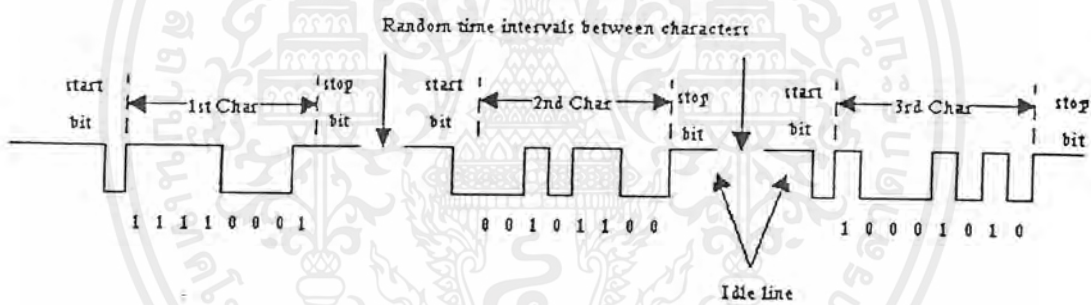 Random time intervals between characters
start 1st Char stop start 2nd Char stop start 3rd Char stop
bit bit bit bit bit bit
1 1 1 1 0 0 0 1 0 0 1 0 1 1 0 0 1 0 0 0 1 0 1 0
Idle line